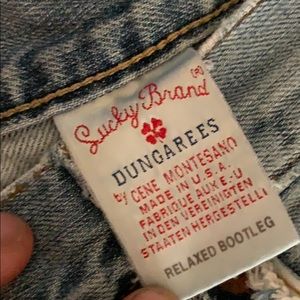 Lucky Brand (R)
DUNGAREES
by GENE MONTESANO
MADE IN U.S.A.
FABRIQUE AUX E-U
IN DEN VEREINIGTEN
STAATEN HERGESTELLT
RELAXED BOOTLEG